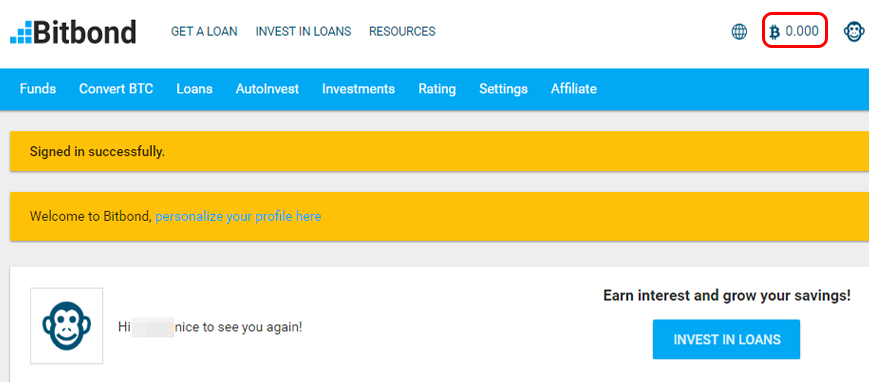 Bitbond GET A LOAN INVEST IN LOANS RESOURCES 0.000
Funds Convert BTC Loans AutoInvest Investments Rating Settings Affiliate
Signed in successfully.
Welcome to Bitbond, personalize your profile here
Earn interest and grow your savings!
Hi nice to see you again!
INVEST IN LOANS